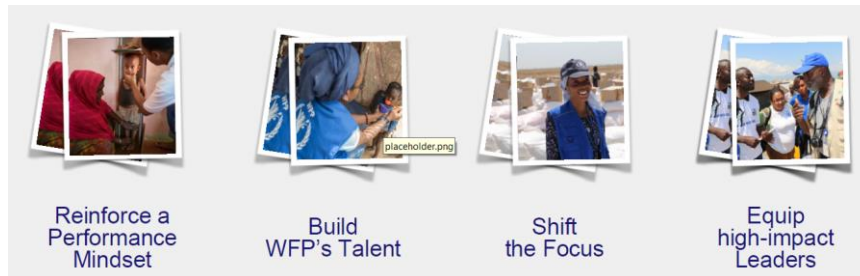 placeholder.png
Reinforce a
Performance
Mindset
Build
WFP's Talent
Shift
the Focus
Equip
high-impact
Leaders